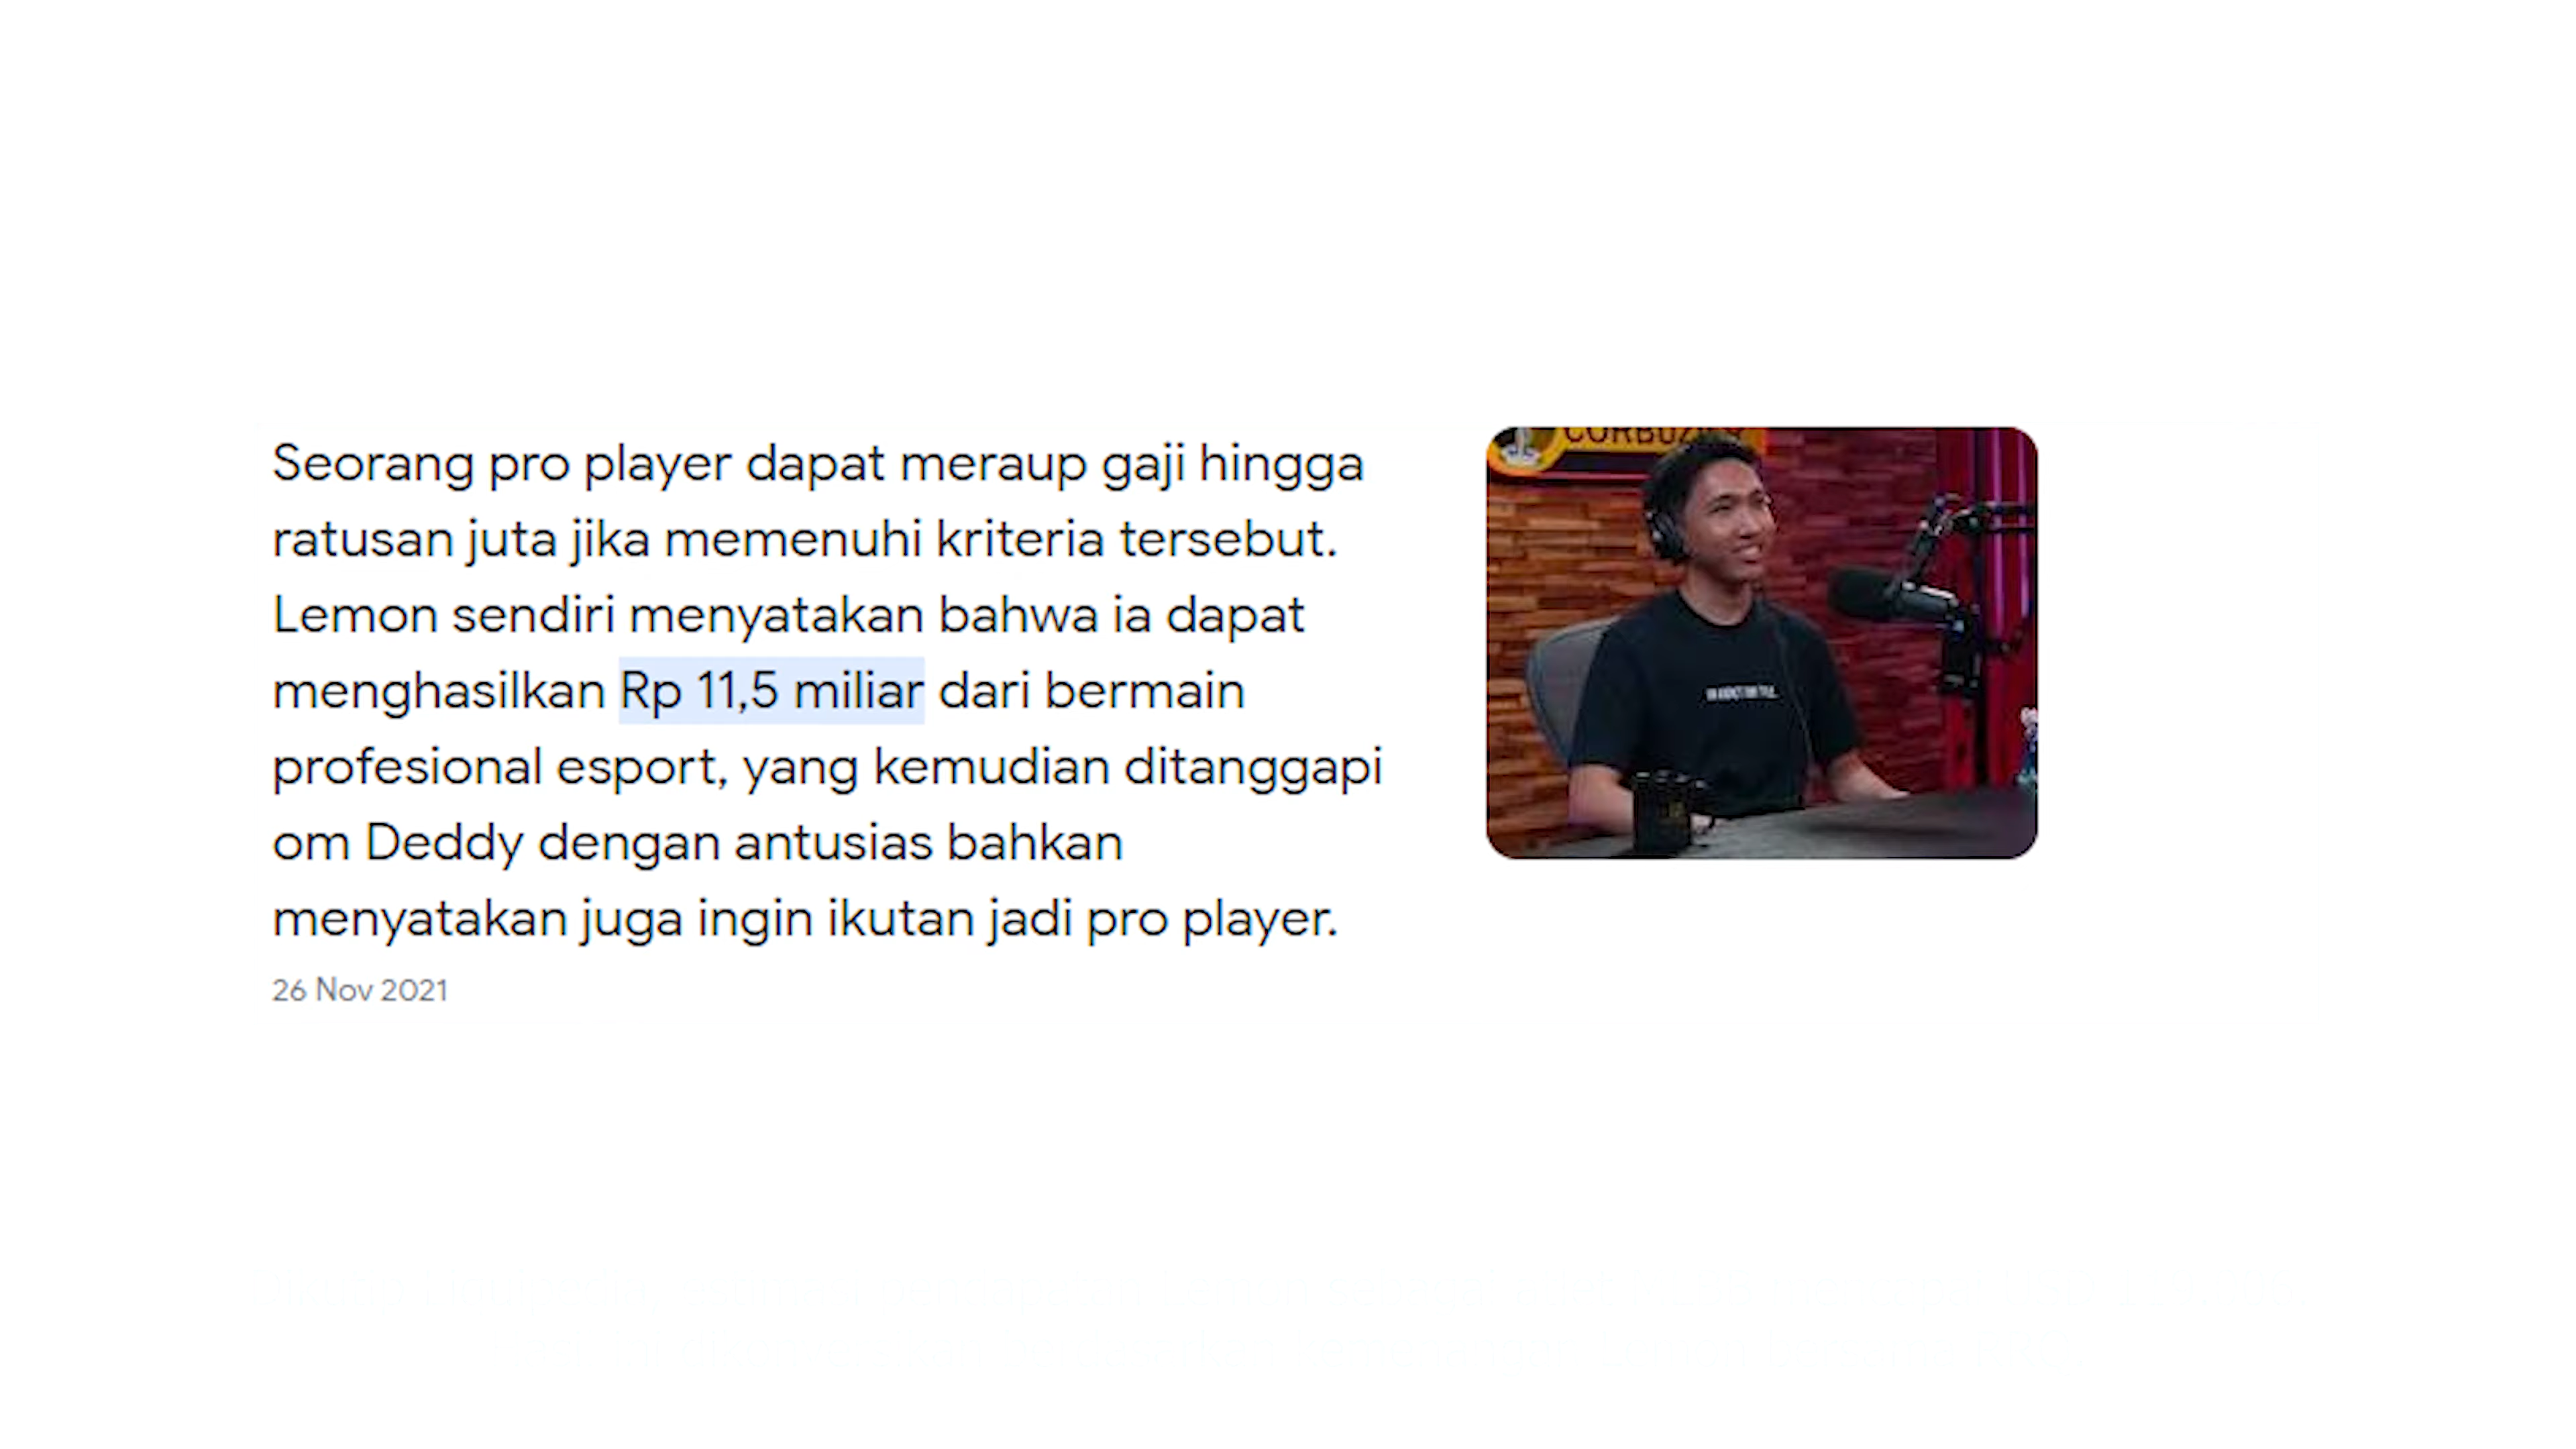 Seorang pro player dapat meraup gaji hingga
ratusan juta jika memenuhi kriteria tersebut.
Lemon sendiri menyatakan bahwa ia dapat
menghasilkan Rp 11,5 miliar dari bermain
profesional esport, yang kemudian ditanggapi
om Deddy dengan antusias bahkan
menyatakan juga ingin ikutan jadi pro player.
26 Nov 2021